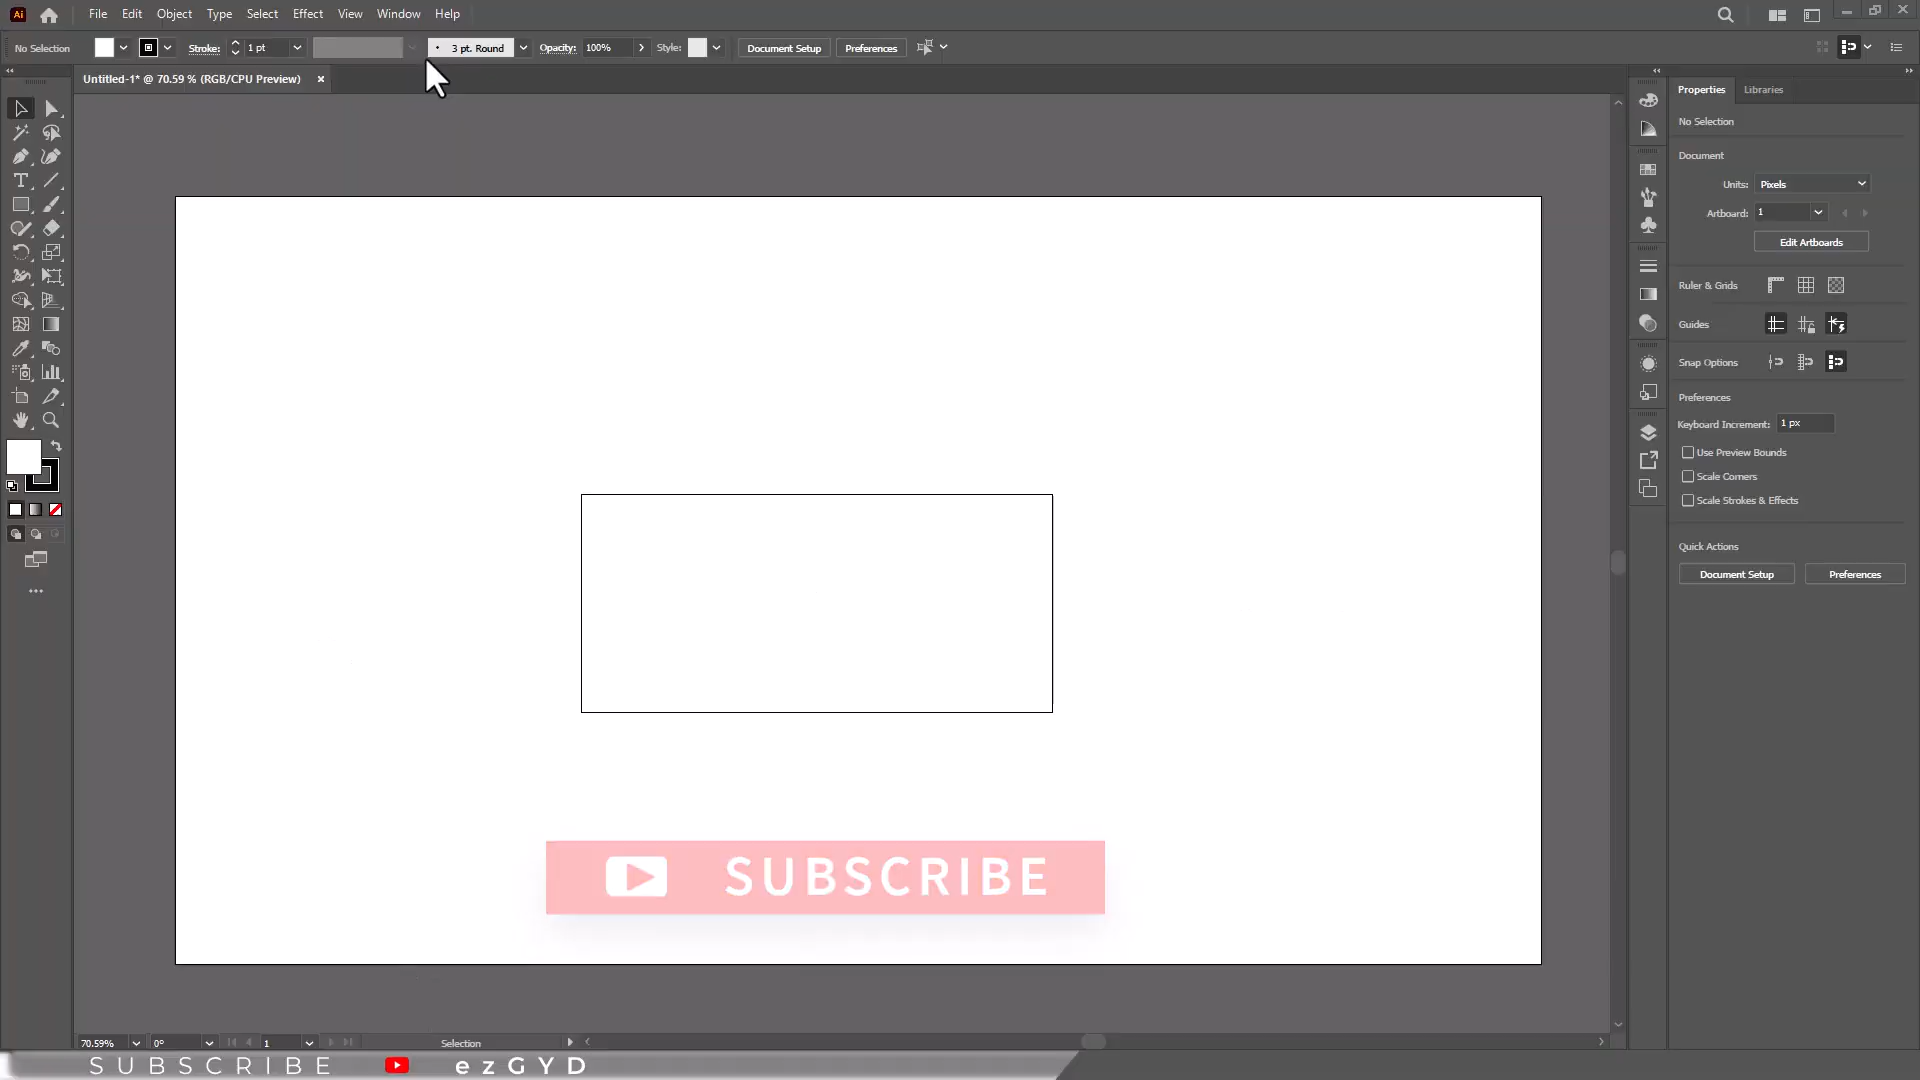 Ai File Edit Object Type Select Effect View Window Help
No Selection Stroke: 1 pt 3 pt. Round Opacity: 100% Style: Document Setup Preferences
Untitled-1* @ 70.59 % (RGB/CPU Preview) ×
Properties Libraries
No Selection
Document
Units: Pixels
Artboard: 1
Edit Artboards
Ruler & Grids
Guides
Snap Options
Preferences
Keyboard Increment: 1 px
Use Preview Bounds
Scale Corners
Scale Strokes & Effects
Quick Actions
Document Setup Preferences
SUBSCRIBE
70.59% 0° 1 Selection
SUBSCRIBE ezGYD